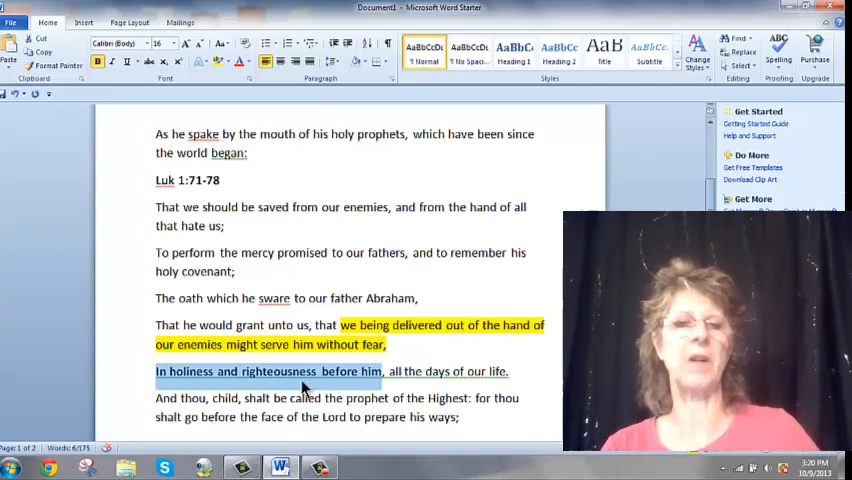 Document1 - Microsoft Word Starter
File Home Insert Page Layout Mailings
Cut
Copy
Format Painter
Paste
Calibri (Body) 16
Clipboard Font Paragraph Styles Editing
AaBbCcDc AaBbCcDc AaBbCc AaBbCc AaB AaBbCc.
¶ Normal ¶ No Spaci... Heading 1 Heading 2 Title Subtitle
Change Styles
Find
Replace
Select
Spelling
Purchase
Upgrade
As he spake by the mouth of his holy prophets, which have been since
the world began:
Luk 1:71-78
That we should be saved from our enemies, and from the hand of all
that hate us;
To perform the mercy promised to our fathers, and to remember his
holy covenant;
The oath which he sware to our father Abraham,
That he would grant unto us, that we being delivered out of the hand of
our enemies might serve him without fear,
In holiness and righteousness before him, all the days of our life.
And thou, child, shalt be called the prophet of the Highest: for thou
shalt go before the face of the Lord to prepare his ways;
Get Started
Getting Started Guide
Help and Support
Do More
Get Free Templates
Download Clip Art
Get More
Page: 1 of 2 Words: 6/175
3:20 PM
10/9/2013